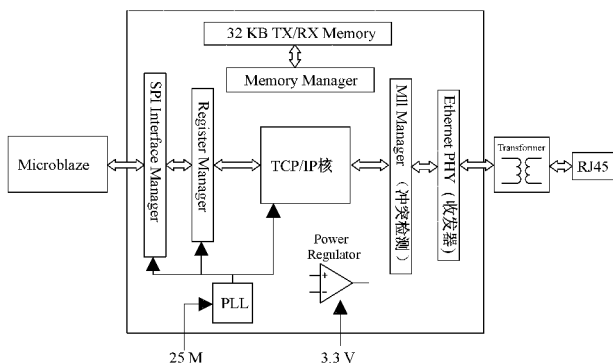 32 KB TX/RX Memory
Memory Manager
Microblaze
SPI Interface Manager
Register Manager
TCP/IP核
MII Manager (冲突检测)
Ethernet PHY (收发器)
Transformer
RJ45
Power
Regulator
PLL
25 M
3.3 V